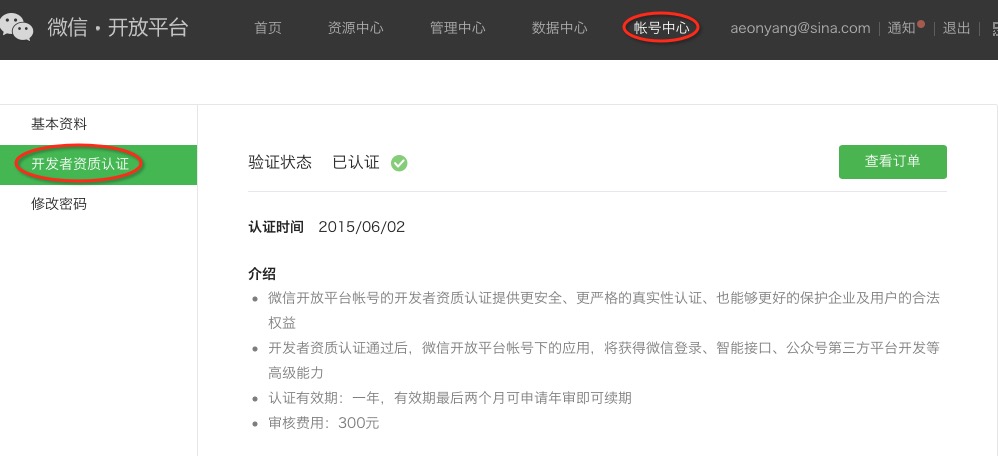 微信·开放平台 首页 资源中心 管理中心 数据中心 帐号中心 aeonyang@sina.com 通知 退出
基本资料
开发者资质认证
修改密码
验证状态 已认证 查看订单
认证时间 2015/06/02
介绍
微信开放平台帐号的开发者资质认证提供更安全、更严格的真实性认证、也能够更好的保护企业及用户的合法
权益
开发者资质认证通过后，微信开放平台帐号下的应用，将获得微信登录、智能接口、公众号第三方平台开发等
高级能力
认证有效期：一年，有效期最后两个月可申请年审即可续期
审核费用：300元